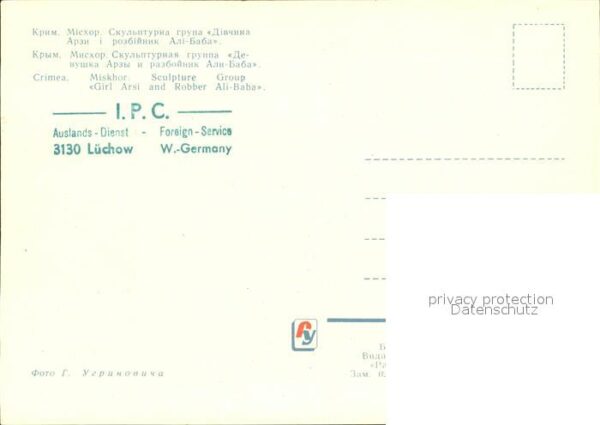 Крим. Місхор. Скульптурна група «Дівчина
Арзи і розбійник Алі-Баба».
Крым. Мисхор. Скульптурная группа «Де-
вушка Арзы и разбойник Али-Баба».
Crimea. Miskhor. Sculpture Group
«Girl Arsi and Robber Ali-Baba».
I. P. C.
Auslands-Dienst - Foreign-Service
3130 Lüchow W.-Germany
privacy protection
Datenschutz
Фото Г. Угриновича